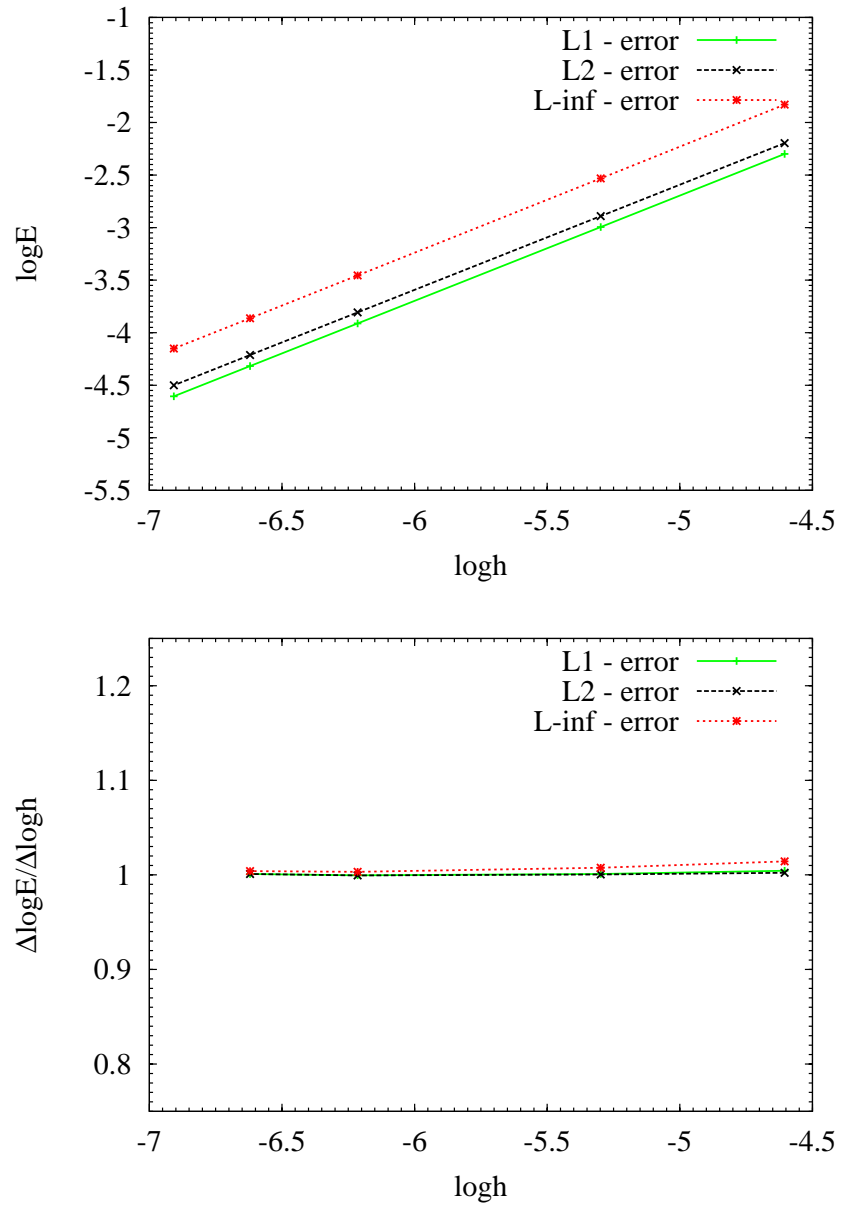 -1
-1.5
-2
-2.5
-3
-3.5
-4
-4.5
-5
-5.5
logE
L1 - error
L2 - error
L-inf - error
-7 -6.5 -6 -5.5 -5 -4.5
logh
1.2
1.1
1
0.9
0.8
ΔlogE/Δlogh
L1 - error
L2 - error
L-inf - error
-7 -6.5 -6 -5.5 -5 -4.5
logh